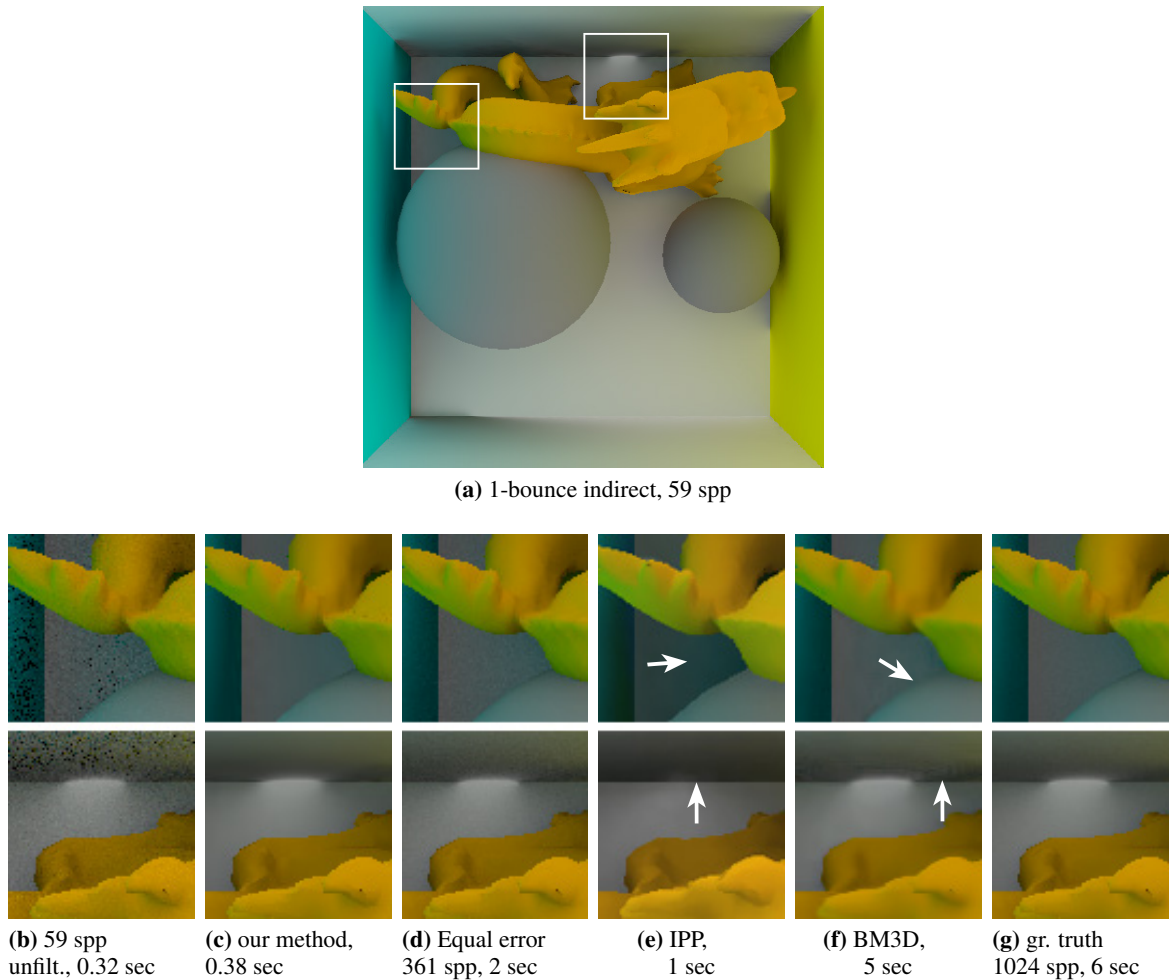 (a) 1-bounce indirect, 59 spp
(b) 59 spp
unfilt., 0.32 sec
(c) our method,
0.38 sec
(d) Equal error
361 spp, 2 sec
(e) IPP,
1 sec
(f) BM3D,
5 sec
(g) gr. truth
1024 spp, 6 sec